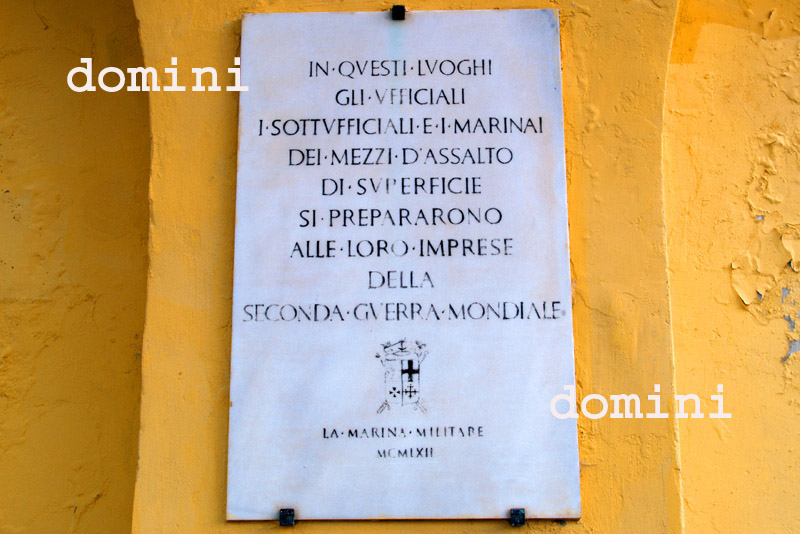 domini
IN·QVESTI·LVOGHI
GLI·VFFICIALI
I·SOTTVFFICIALI·E·I·MARINAI
DEI·MEZZI·D'ASSALTO
DI·SVPERFICIE
SI·PREPARARONO
ALLE·LORO·IMPRESE
DELLA
SECONDA·GVERRA·MONDIALE
domini
LA·MARINA·MILITARE
MCMLXII